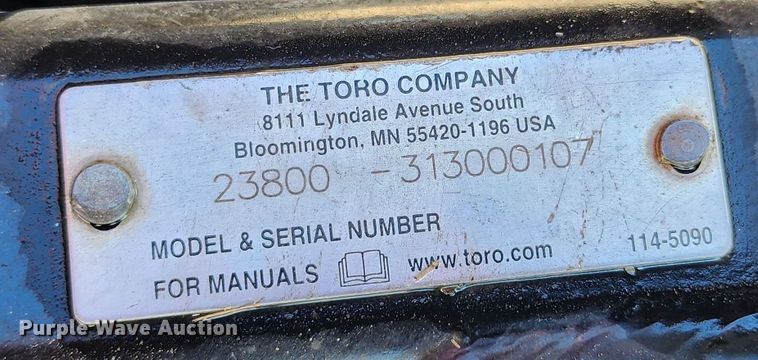 THE TORO COMPANY
8111 Lyndale Avenue South
Bloomington, MN 55420-1196 USA
23800 - 313000107
MODEL & SERIAL NUMBER
FOR MANUALS www.toro.com
114-5090
Purple Wave Auction